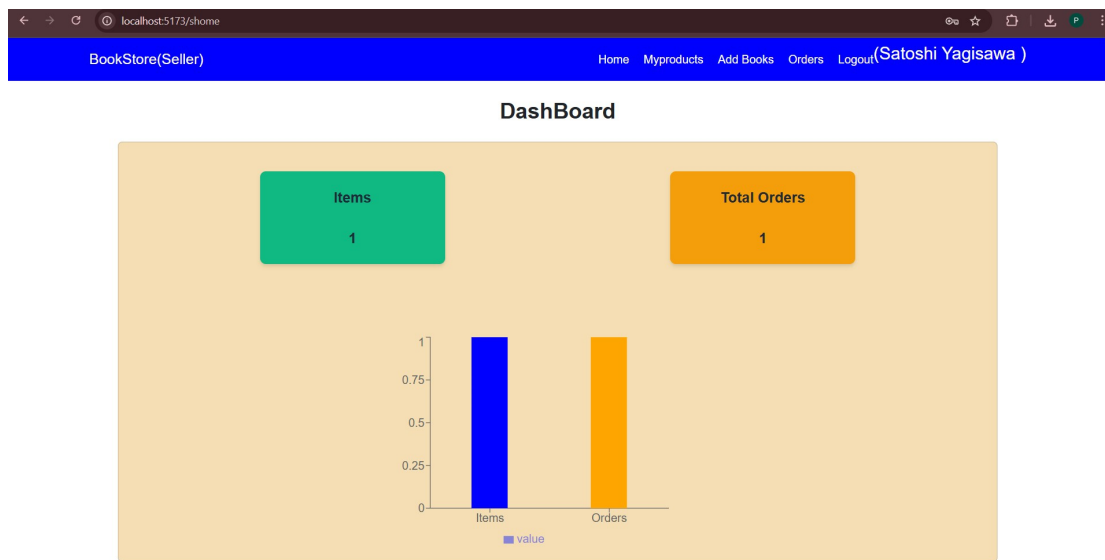 localhost:5173/shome
P
BookStore(Seller)
Home Myproducts Add Books Orders Logout(Satoshi Yagisawa )
DashBoard
Items
1
Total Orders
1
1
0.75
0.5
0.25
0
Items Orders
value